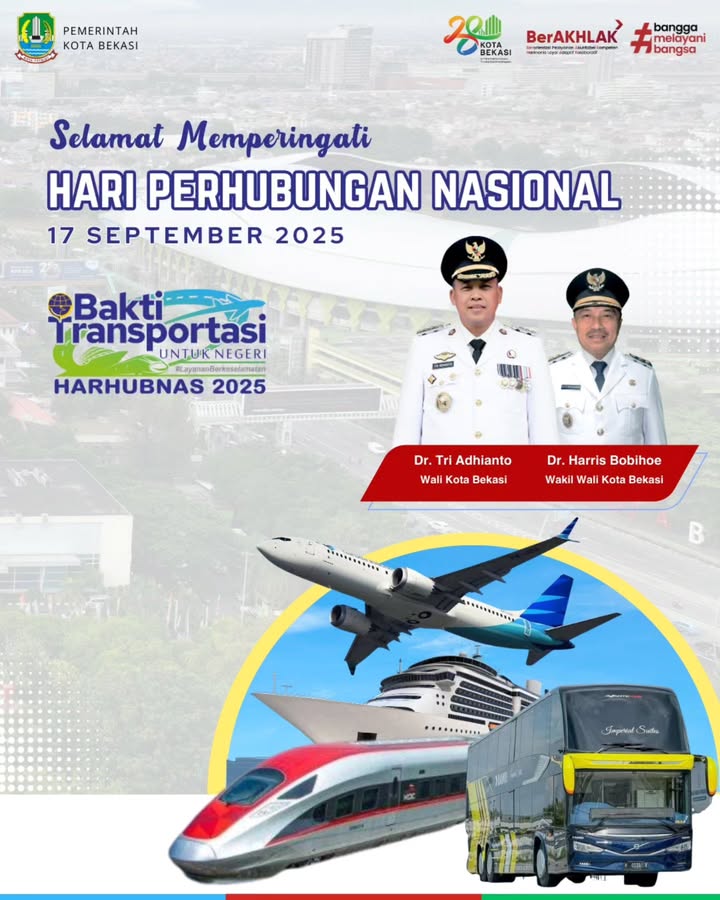 PEMERINTAH
KOTA BEKASI
28
KOTA
BEKASI
BerAKHLAK
#bangga
melayani
bangsa
Selamat Memperingati
HARI PERHUBUNGAN NASIONAL
17 SEPTEMBER 2025
Bakti
Transportasi
UNTUK NEGERI
#LayananBerkeselamatan
HARHUBNAS 2025
Dr. Tri Adhianto
Wali Kota Bekasi
Dr. Harris Bobihoe
Wakil Wali Kota Bekasi
B
Imperial Suites